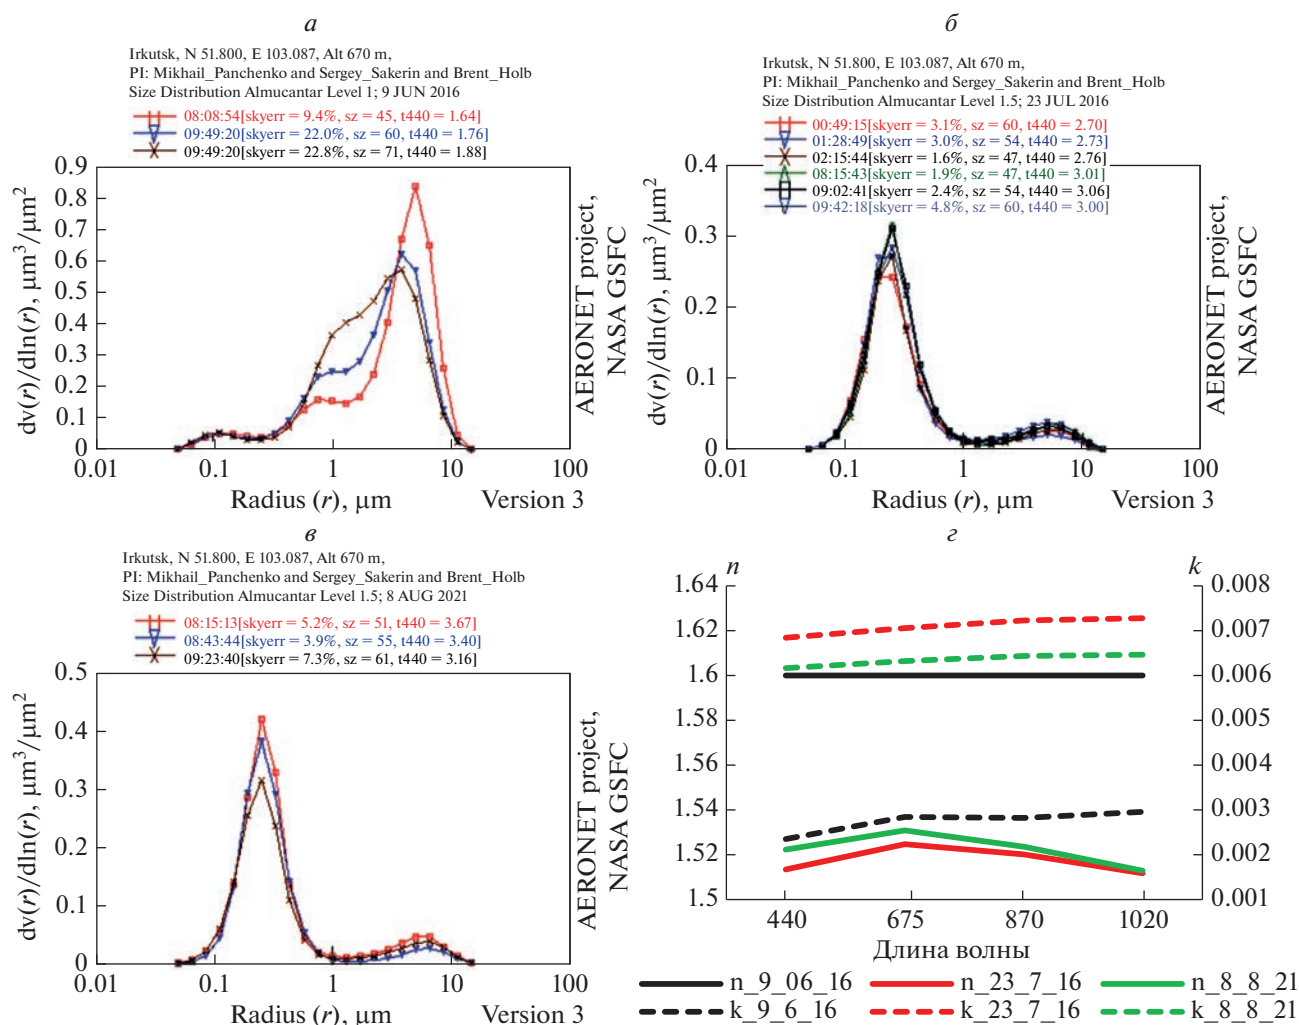 а
Irkutsk, N 51.800, E 103.087, Alt 670 m,
PI: Mikhail_Panchenko and Sergey_Sakerin and Brent_Holb
Size Distribution Almucantar Level 1; 9 JUN 2016
08:08:54[skyerr = 9.4%, sz = 45, t440 = 1.64]
09:49:20[skyerr = 22.0%, sz = 60, t440 = 1.76]
09:49:20[skyerr = 22.8%, sz = 71, t440 = 1.88]
0.9
0.8
0.7
0.6
0.5
0.4
0.3
0.2
0.1
0
dv(r)/dln(r), μm³/μm²
0.01
0.1
1
10
100
Radius (r), μm
Version 3
AERONET project,
NASA GSFC
б
Irkutsk, N 51.800, E 103.087, Alt 670 m,
PI: Mikhail_Panchenko and Sergey_Sakerin and Brent_Holb
Size Distribution Almucantar Level 1.5; 23 JUL 2016
00:49:15[skyerr = 3.1%, sz = 60, t440 = 2.70]
01:28:49[skyerr = 3.0%, sz = 54, t440 = 2.73]
02:15:44[skyerr = 1.6%, sz = 47, t440 = 2.76]
08:15:43[skyerr = 1.9%, sz = 47, t440 = 3.01]
09:02:41[skyerr = 2.4%, sz = 54, t440 = 3.06]
09:42:18[skyerr = 4.8%, sz = 60, t440 = 3.00]
0.4
0.3
0.2
0.1
0
dv(r)/dln(r), μm³/μm²
0.01
0.1
1
10
100
Radius (r), μm
Version 3
AERONET project,
NASA GSFC
в
Irkutsk, N 51.800, E 103.087, Alt 670 m,
PI: Mikhail_Panchenko and Sergey_Sakerin and Brent_Holb
Size Distribution Almucantar Level 1.5; 8 AUG 2021
08:15:13[skyerr = 5.2%, sz = 51, t440 = 3.67]
08:43:44[skyerr = 3.9%, sz = 55, t440 = 3.40]
09:23:40[skyerr = 7.3%, sz = 61, t440 = 3.16]
0.5
0.4
0.3
0.2
0.1
0
dv(r)/dln(r), μm³/μm²
0.01
0.1
1
10
100
Radius (r), μm
Version 3
AERONET project,
NASA GSFC
г
n
k
1.64
1.62
1.6
1.58
1.56
1.54
1.52
1.5
0.008
0.007
0.006
0.005
0.004
0.003
0.002
0.001
440
675
870
1020
Длина волны
n_9_06_16
n_23_7_16
n_8_8_21
k_9_6_16
k_23_7_16
k_8_8_21